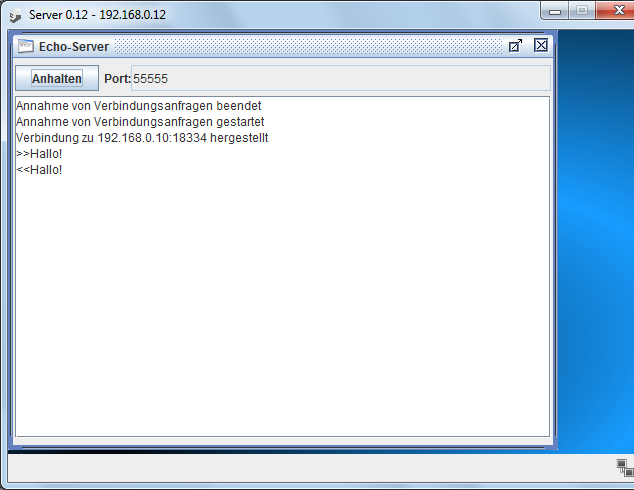 Server 0.12 - 192.168.0.12
Echo-Server
Anhalten Port: 55555
Annahme von Verbindungsanfragen beendet
Annahme von Verbindungsanfragen gestartet
Verbindung zu 192.168.0.10:18334 hergestellt
>>Hallo!
<<Hallo!